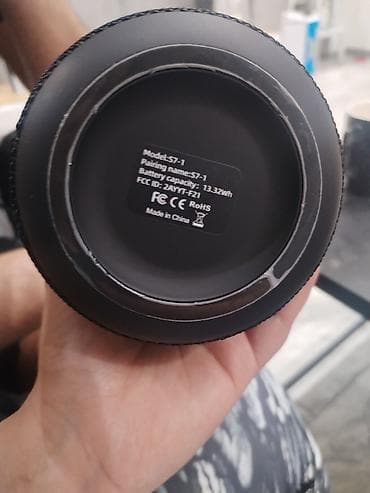 Model:S7-1
Pairing name:S7-1
Battery capacity: 13.32Wh
FCC ID: 2AYYT-F21
FC CE RoHS
Made in China